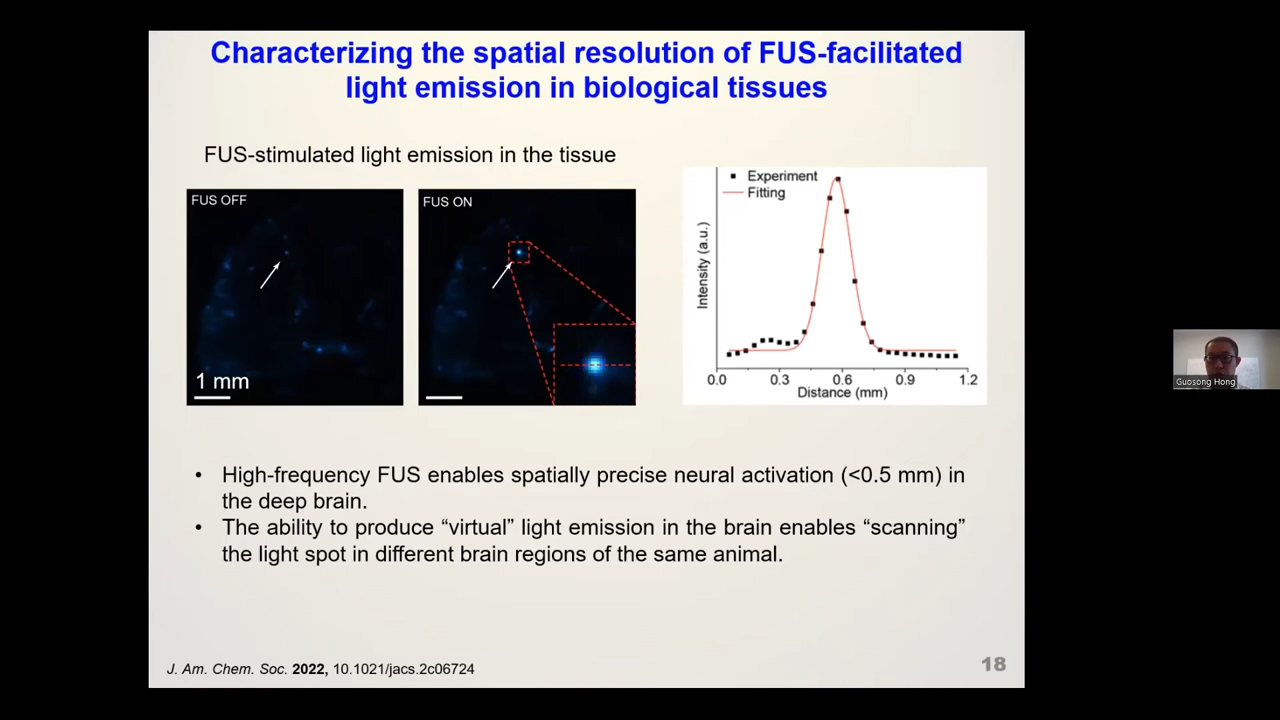 Characterizing the spatial resolution of FUS-facilitated
light emission in biological tissues
FUS-stimulated light emission in the tissue
FUS OFF
1 mm
FUS ON
Experiment
Fitting
Intensity (a.u.)
0.0 0.3 0.6 0.9 1.2
Distance (mm)
Guosong Hong
• High-frequency FUS enables spatially precise neural activation (<0.5 mm) in
the deep brain.
• The ability to produce “virtual” light emission in the brain enables “scanning”
the light spot in different brain regions of the same animal.
J. Am. Chem. Soc. 2022, 10.1021/jacs.2c06724
18